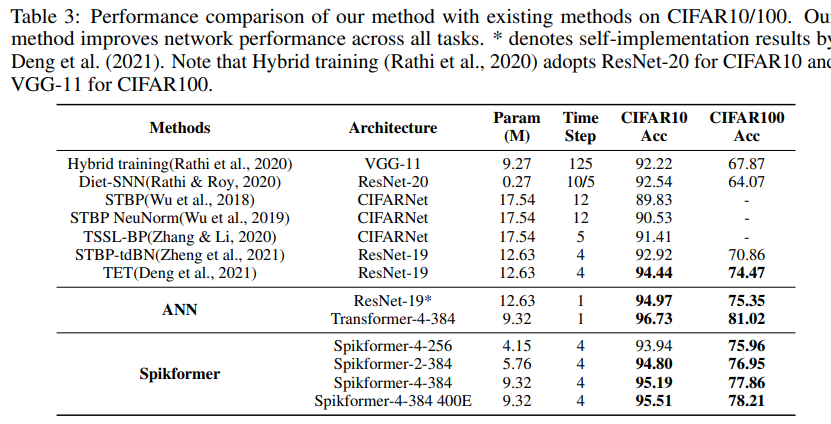 Table 3: Performance comparison of our method with existing methods on CIFAR10/100. Our
method improves network performance across all tasks. * denotes self-implementation results by
Deng et al. (2021). Note that Hybrid training (Rathi et al., 2020) adopts ResNet-20 for CIFAR10 and
VGG-11 for CIFAR100.
Methods Architecture Param (M) Time Step CIFAR10 Acc CIFAR100 Acc
Hybrid training(Rathi et al., 2020) VGG-11 9.27 125 92.22 67.87
Diet-SNN(Rathi & Roy, 2020) ResNet-20 0.27 10/5 92.54 64.07
STBP(Wu et al., 2018) CIFARNet 17.54 12 89.83 -
STBP NeuNorm(Wu et al., 2019) CIFARNet 17.54 12 90.53 -
TSSL-BP(Zhang & Li, 2020) CIFARNet 17.54 5 91.41 -
STBP-tdBN(Zheng et al., 2021) ResNet-19 12.63 4 92.92 70.86
TET(Deng et al., 2021) ResNet-19 12.63 4 94.44 74.47
ANN ResNet-19* 12.63 1 94.97 75.35
Transformer-4-384 9.32 1 96.73 81.02
Spikformer Spikformer-4-256 4.15 4 93.94 75.96
Spikformer-2-384 5.76 4 94.80 76.95
Spikformer-4-384 9.32 4 95.19 77.86
Spikformer-4-384 400E 9.32 4 95.51 78.21